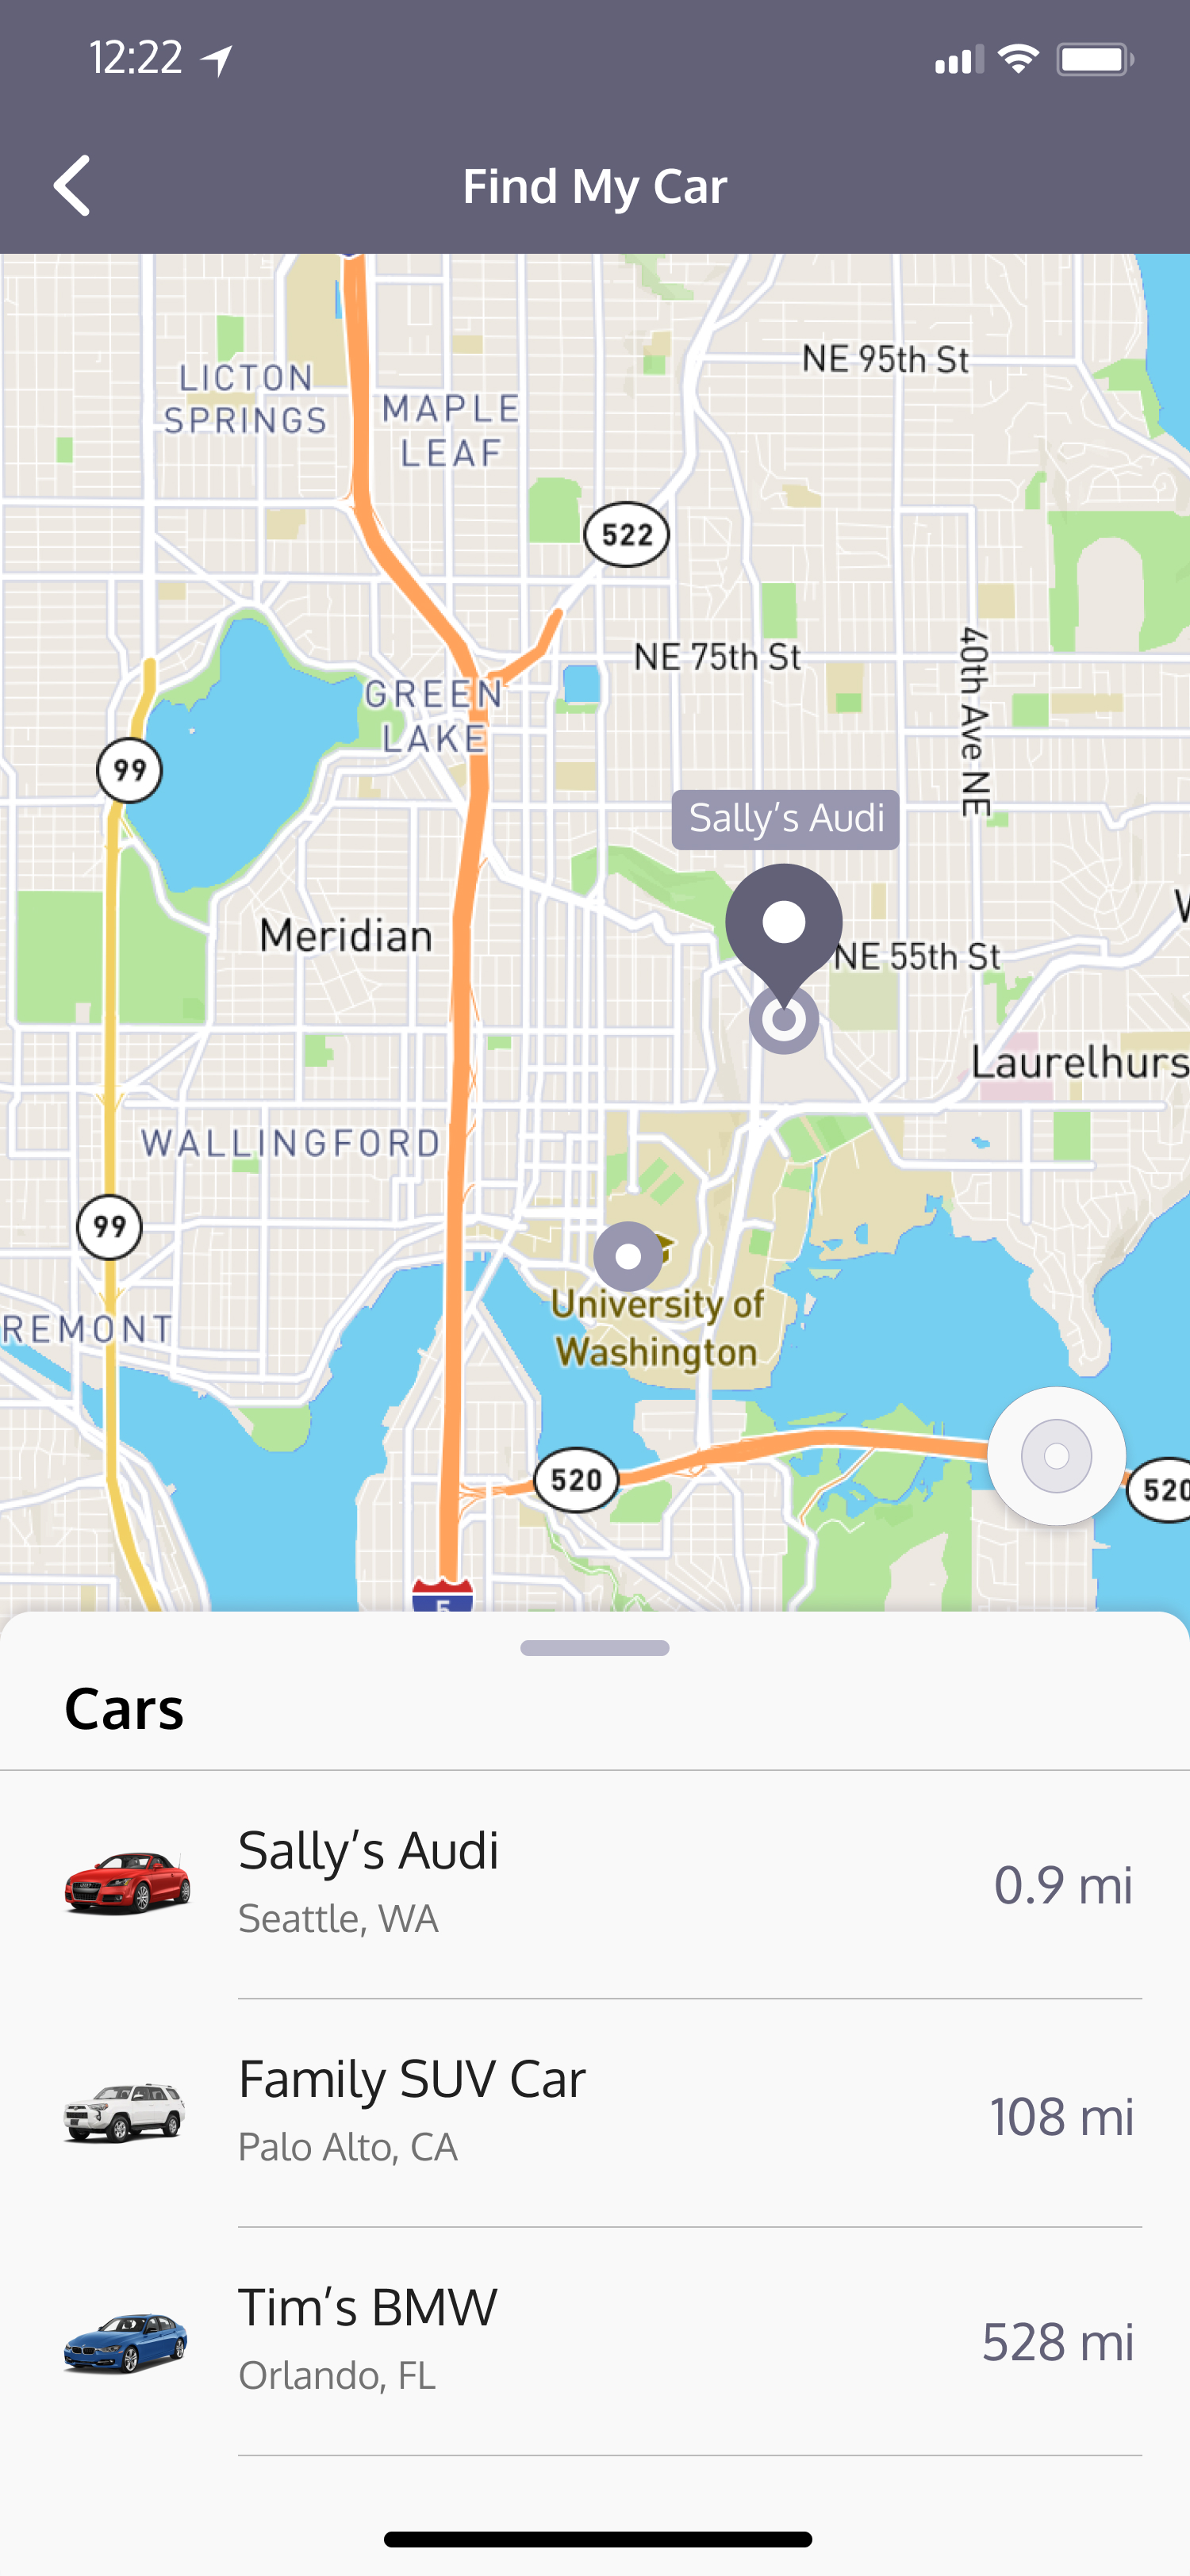 12:22
Find My Car
NE 95th St
LICTON
SPRINGS
MAPLE
LEAF
522
40th Ave NE
NE 75th St
GREEN
LAKE
99
Sally’s Audi
Meridian
NE 55th St
Laurelhurs
WALLINGFORD
99
University of
Washington
REMONT
520
520
5
Cars
Sally’s Audi
Seattle, WA
0.9 mi
Family SUV Car
Palo Alto, CA
108 mi
Tim’s BMW
Orlando, FL
528 mi